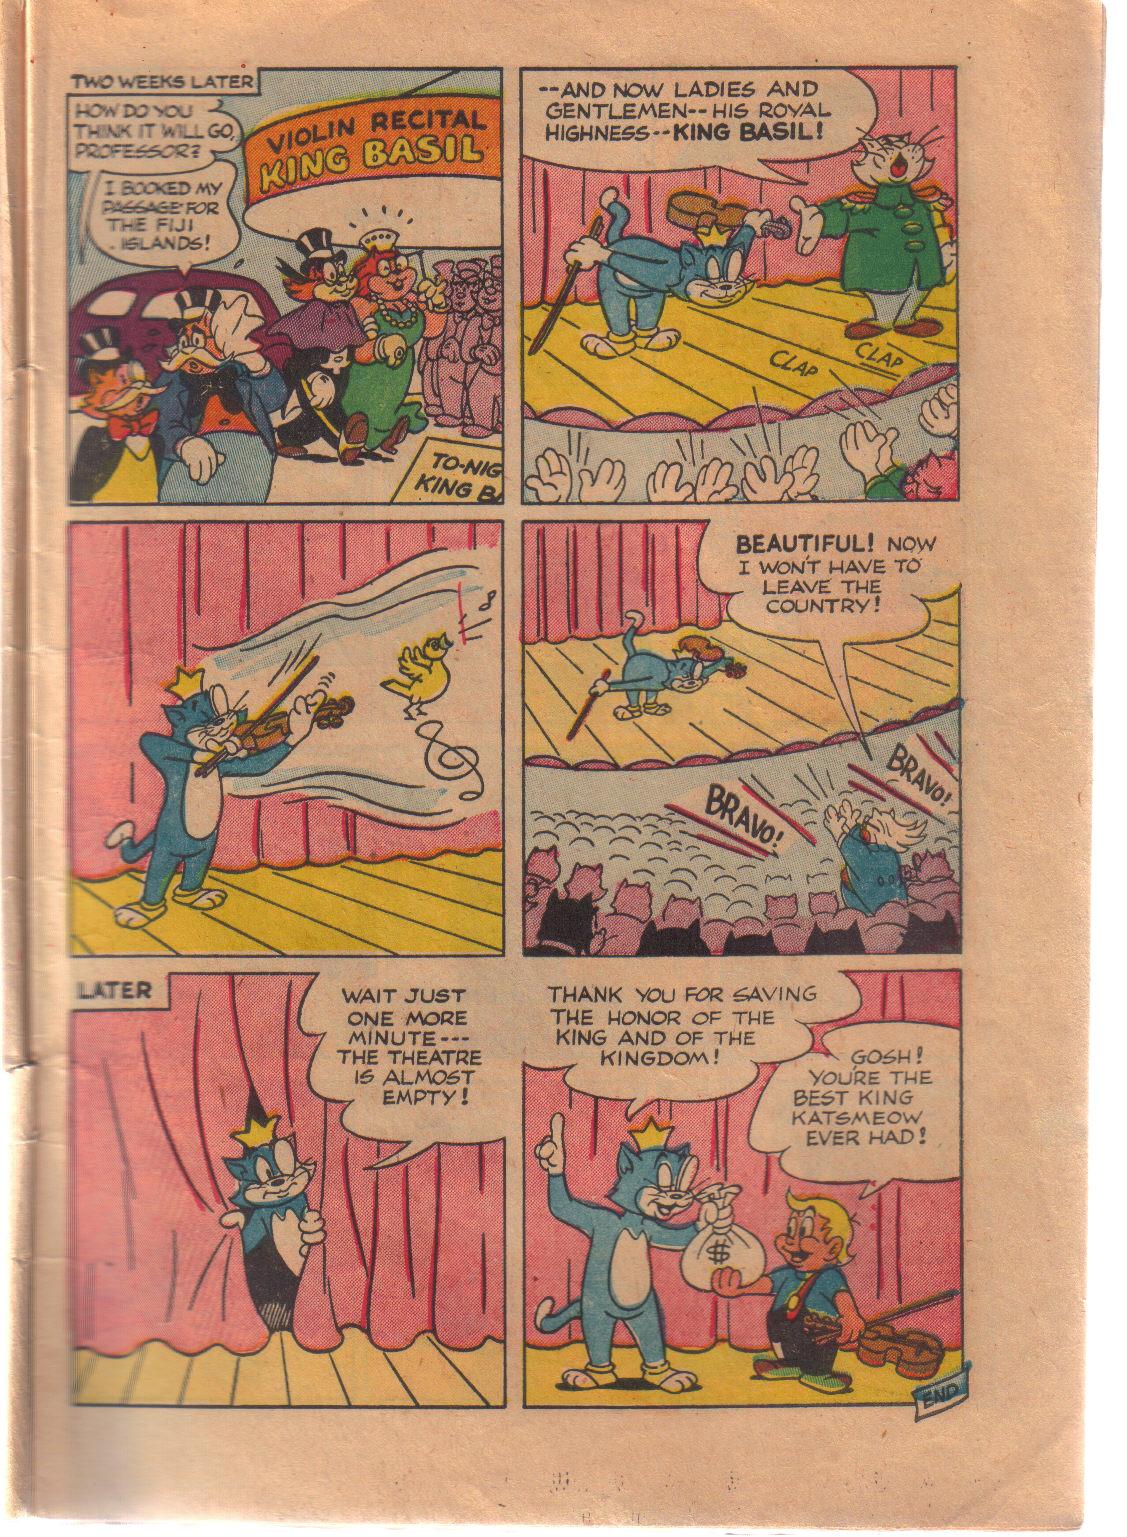 TWO WEEKS LATER
HOW DO YOU
THINK IT WILL GO,
PROFESSOR?
I BOOKED MY
PASSAGE FOR
THE FIJI
ISLANDS!
VIOLIN RECITAL
KING BASIL
TO-NIG
KING BA
--AND NOW LADIES AND
GENTLEMEN--HIS ROYAL
HIGHNESS--KING BASIL!
CLAP
CLAP
BEAUTIFUL! NOW
I WON'T HAVE TO
LEAVE THE
COUNTRY!
BRAVO!
BRAVO!
LATER
WAIT JUST
ONE MORE
MINUTE---
THE THEATRE
IS ALMOST
EMPTY!
THANK YOU FOR SAVING
THE HONOR OF THE
KING AND OF THE
KINGDOM!
GOSH!
YOU'RE THE
BEST KING
KATSMEOW
EVER HAD!
$
END